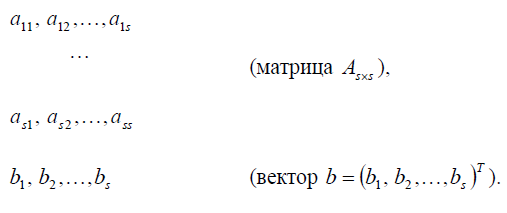 a₁₁, a₁₂,…,a₁ₛ
… (матрица Aₛₓₛ),
aₛ₁, aₛ₂,…,aₛₛ
b₁, b₂,…,bₛ (вектор b = (b₁, b₂,…,bₛ)ᵀ).